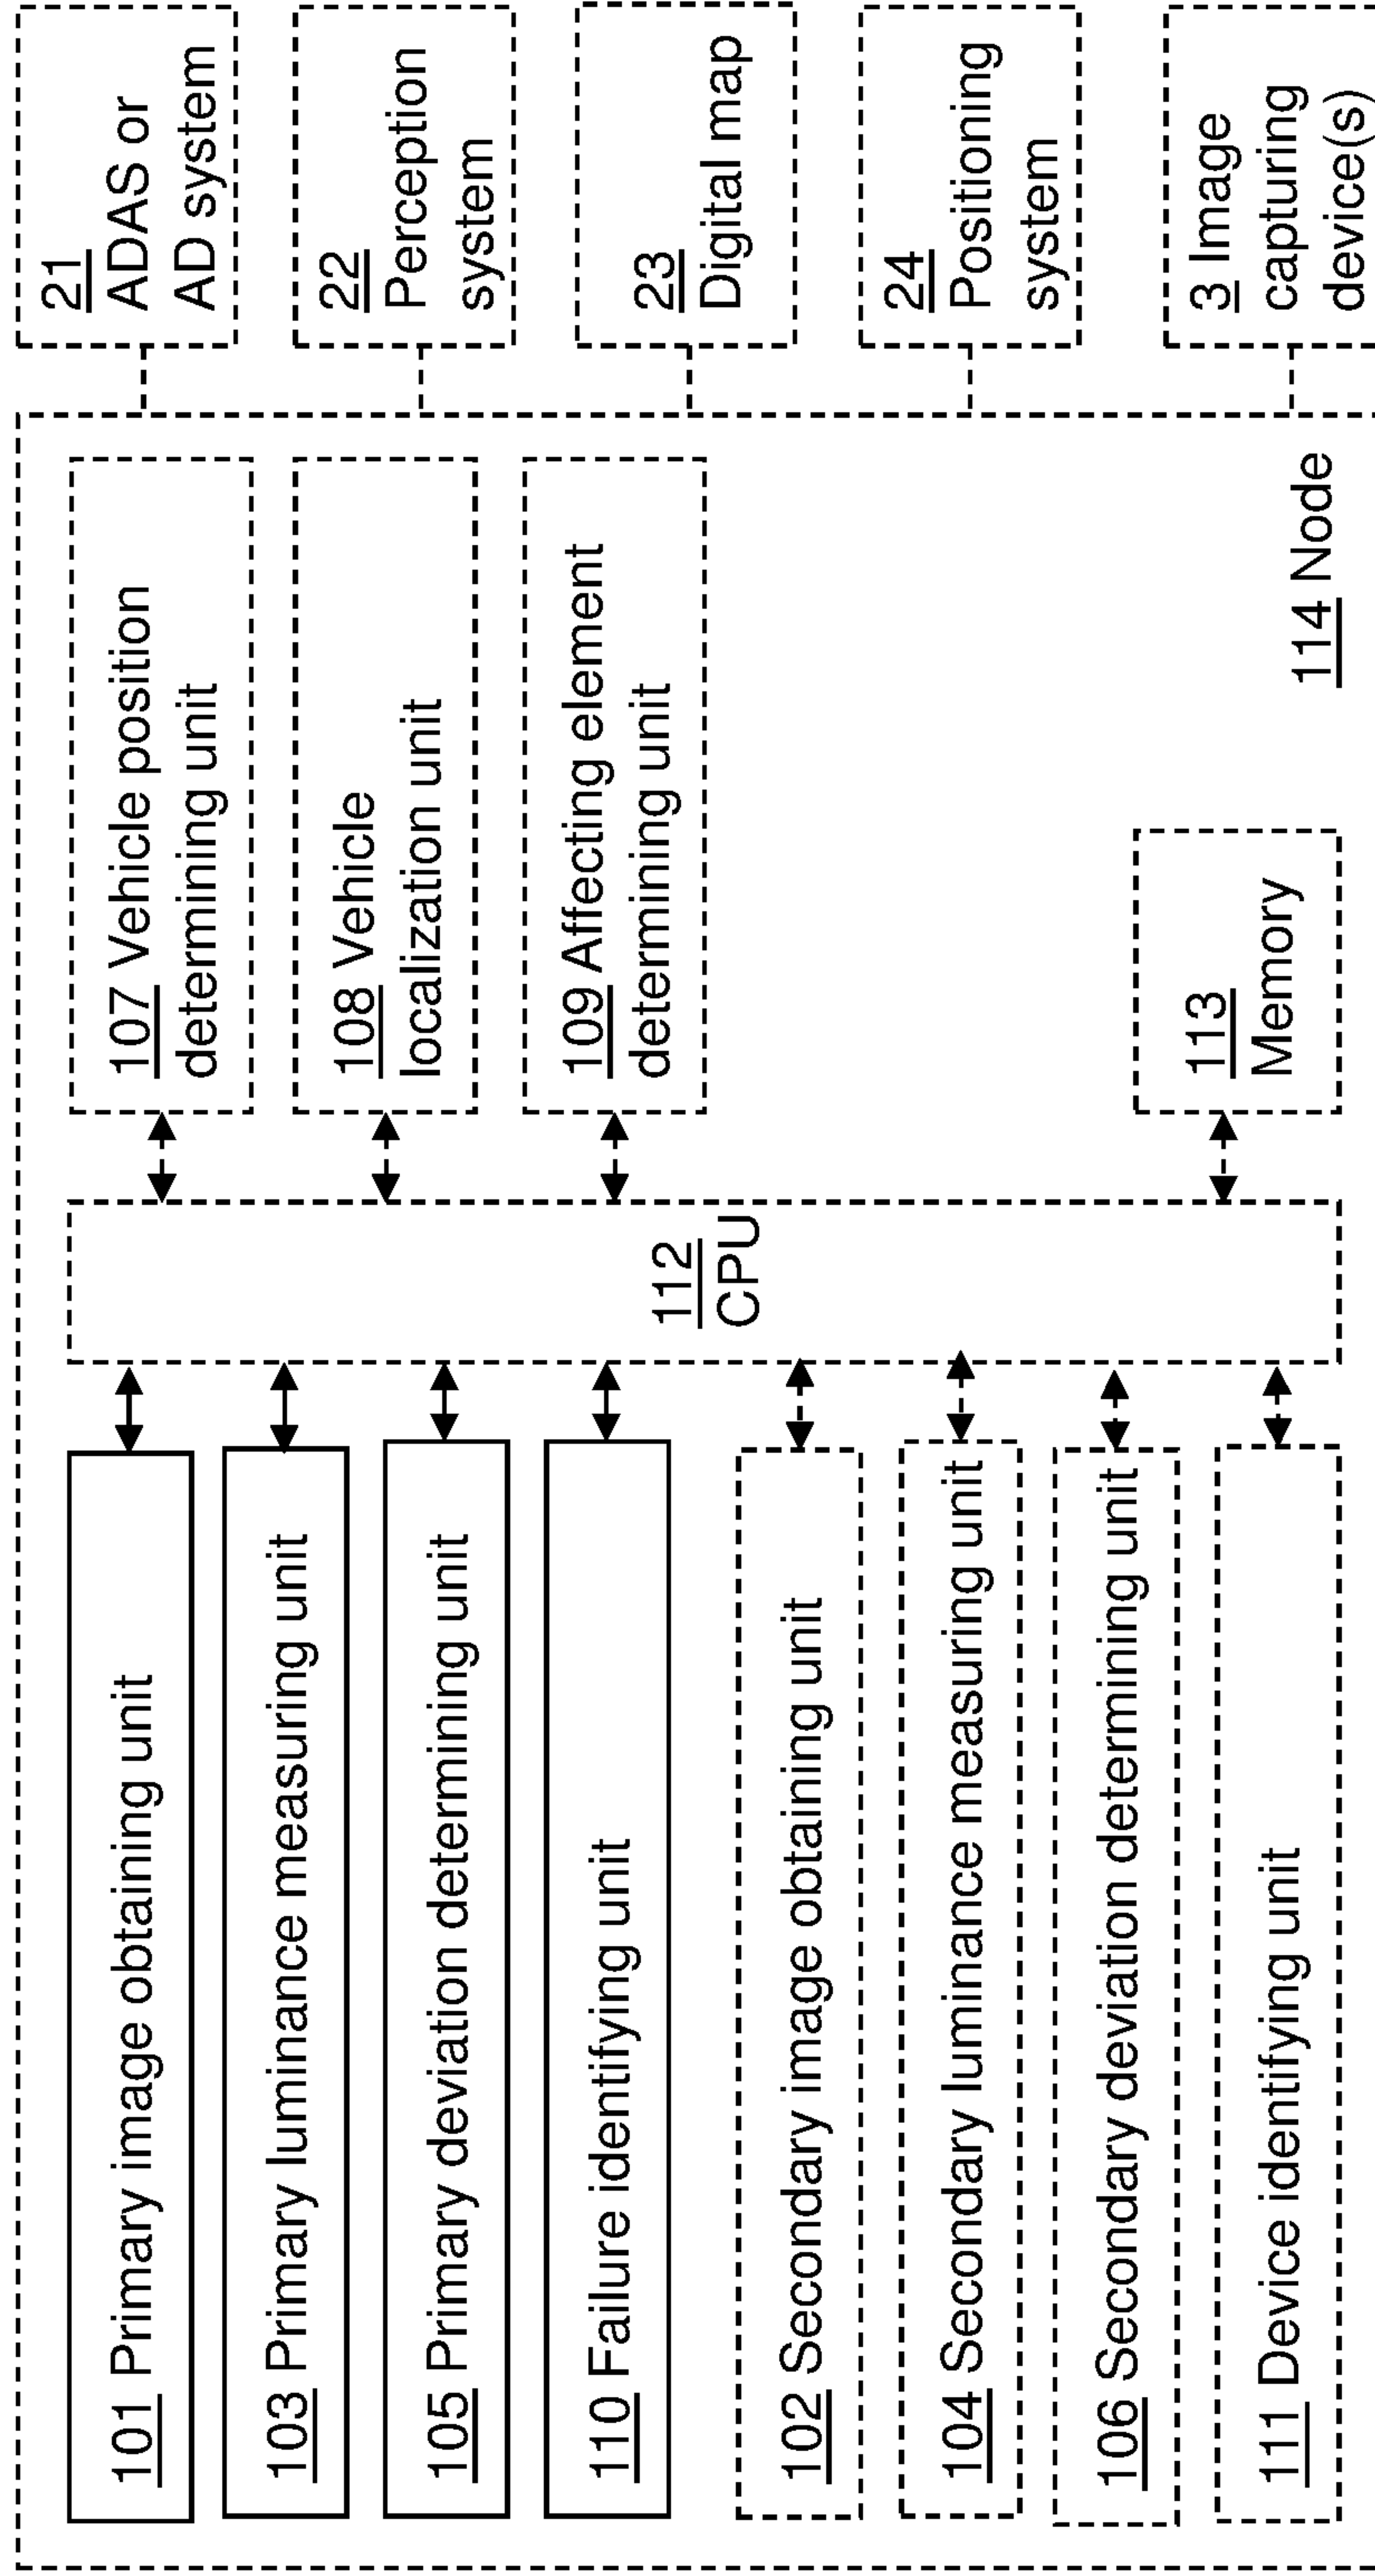 101 Primary image obtaining unit
103 Primary luminance measuring unit
105 Primary deviation determining unit
110 Failure identifying unit
102 Secondary image obtaining unit
104 Secondary luminance measuring unit
106 Secondary deviation determining unit
111 Device identifying unit
112
CPU
107 Vehicle position
determining unit
108 Vehicle
localization unit
109 Affecting element
determining unit
113
Memory
114 Node
21
ADAS or
AD system
22
Perception
system
23
Digital map
24
Positioning
system
3 Image
capturing
device(s)